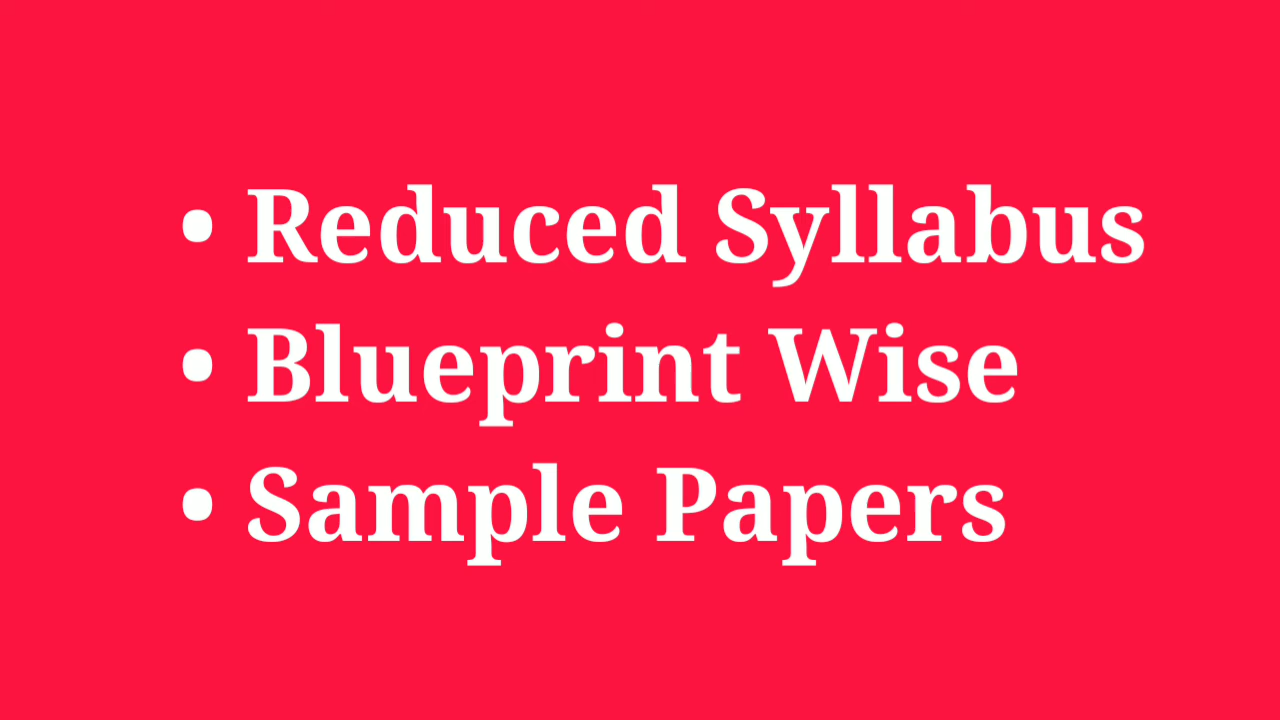 • Reduced Syllabus
• Blueprint Wise
• Sample Papers